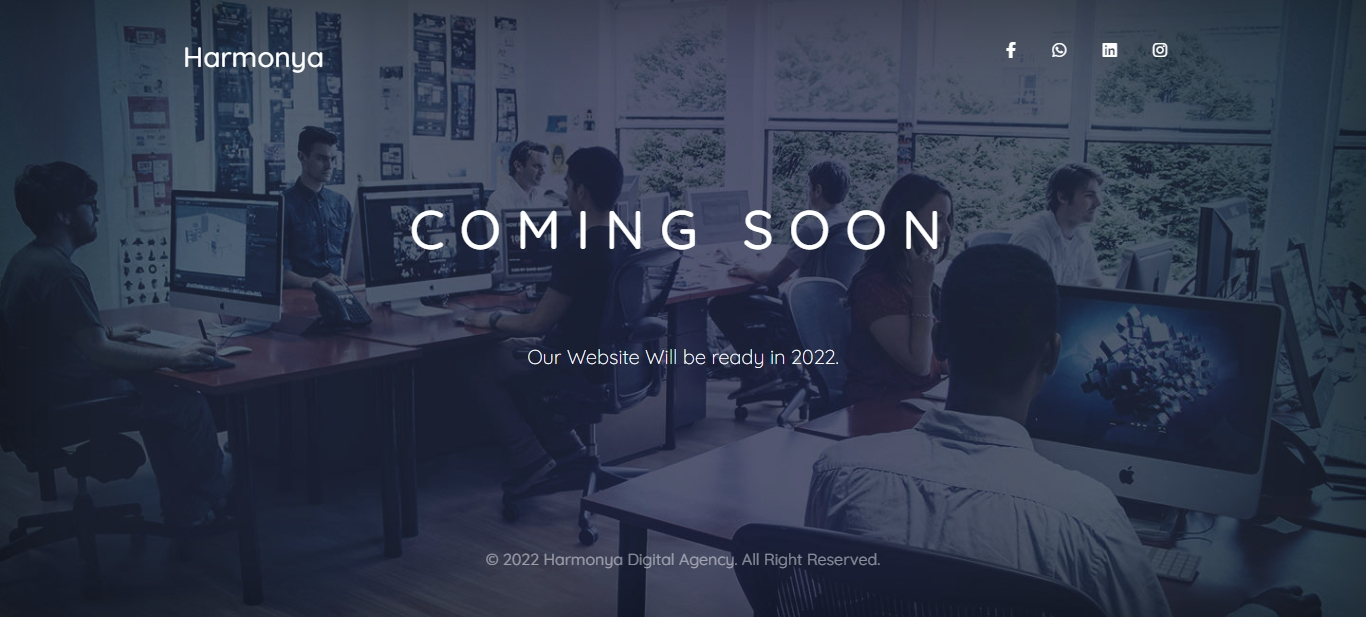 Harmonya
COMING SOON
Our Website Will be ready in 2022.
© 2022 Harmonya Digital Agency. All Right Reserved.